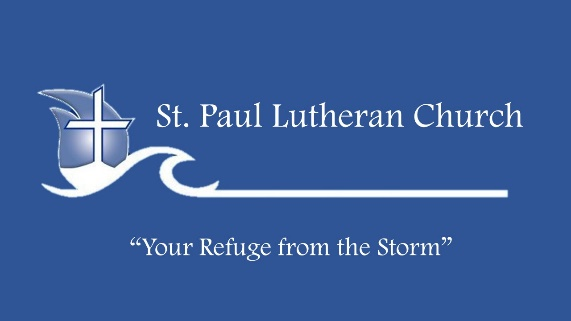 St. Paul Lutheran Church
“Your Refuge from the Storm”